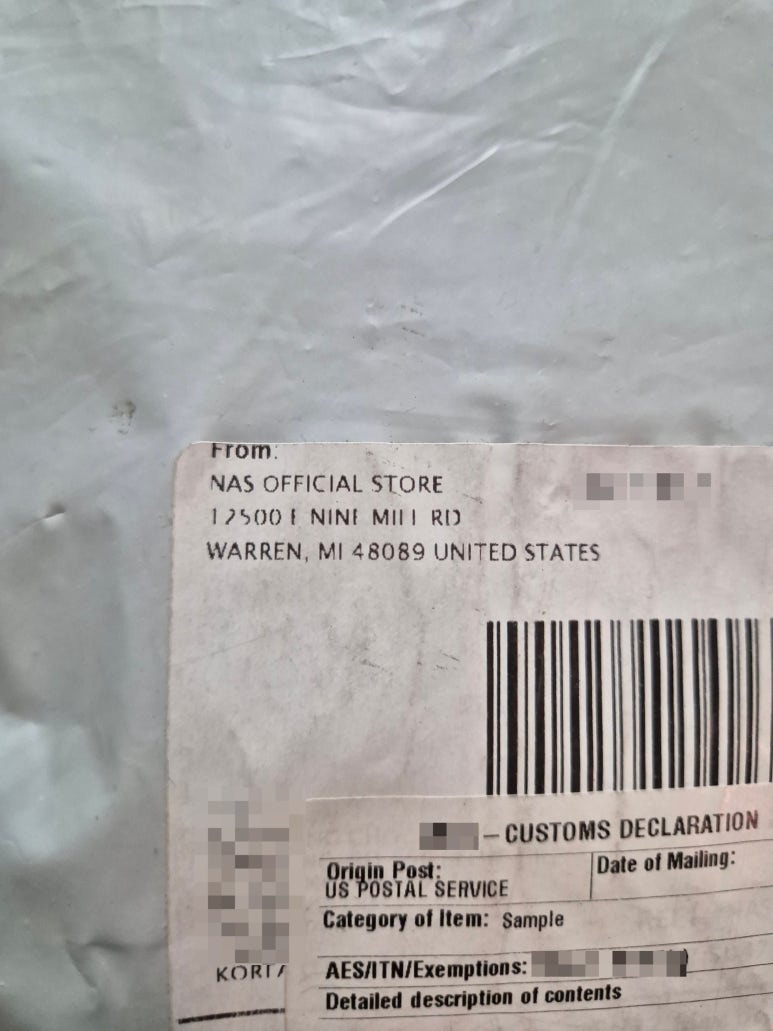 From:
NAS OFFICIAL STORE
12500 E NINE MILE RD
WARREN, MI 48089 UNITED STATES
– CUSTOMS DECLARATION
Origin Post:
US POSTAL SERVICE
Date of Mailing:
Category of Item: Sample
AES/ITN/Exemptions:
Detailed description of contents